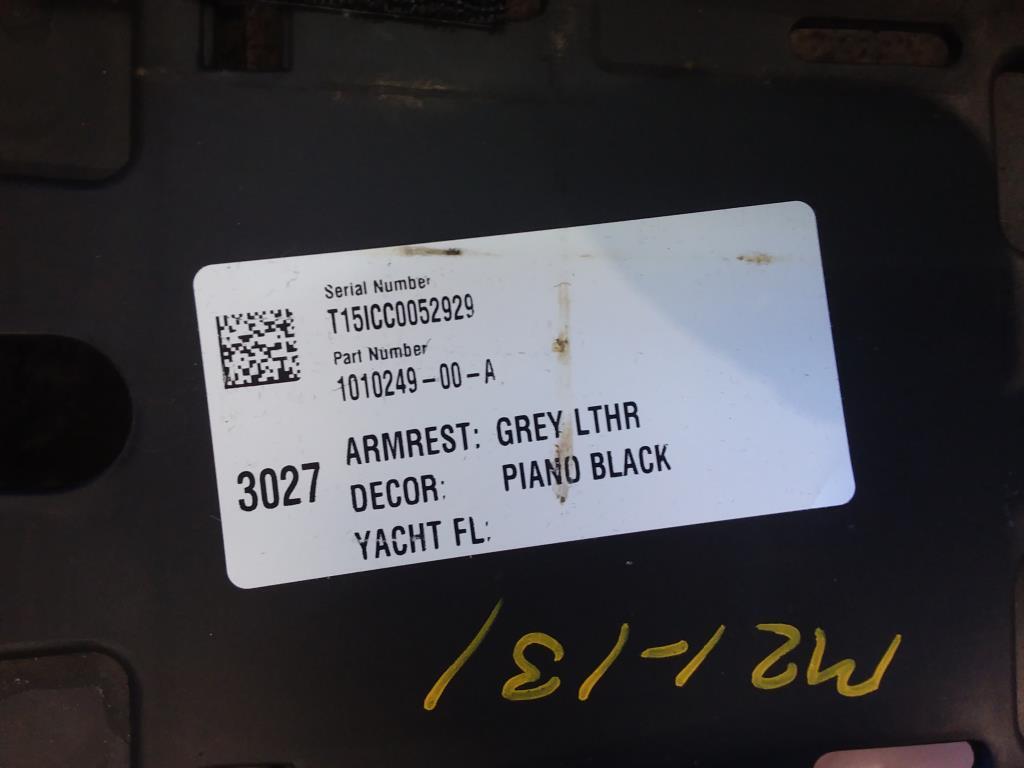 Serial Number
T15ICC0052929
Part Number
1010249-00-A
3027
ARMREST: GREY LTHR
DECOR: PIANO BLACK
YACHT FL: